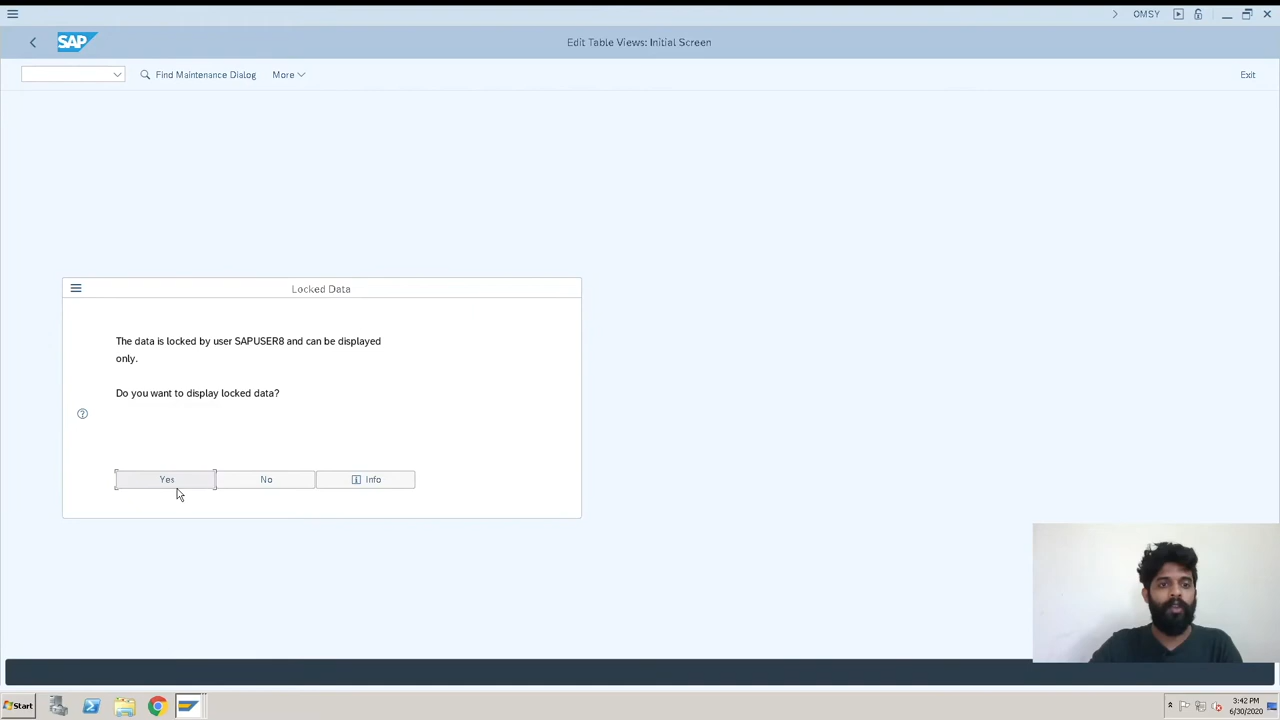 OMSY
SAP
Edit Table Views: Initial Screen
Find Maintenance Dialog
More
Exit
Locked Data
The data is locked by user SAPUSER8 and can be displayed
only.
Do you want to display locked data?
Yes
No
Info
Start
3:42 PM
6/30/2020